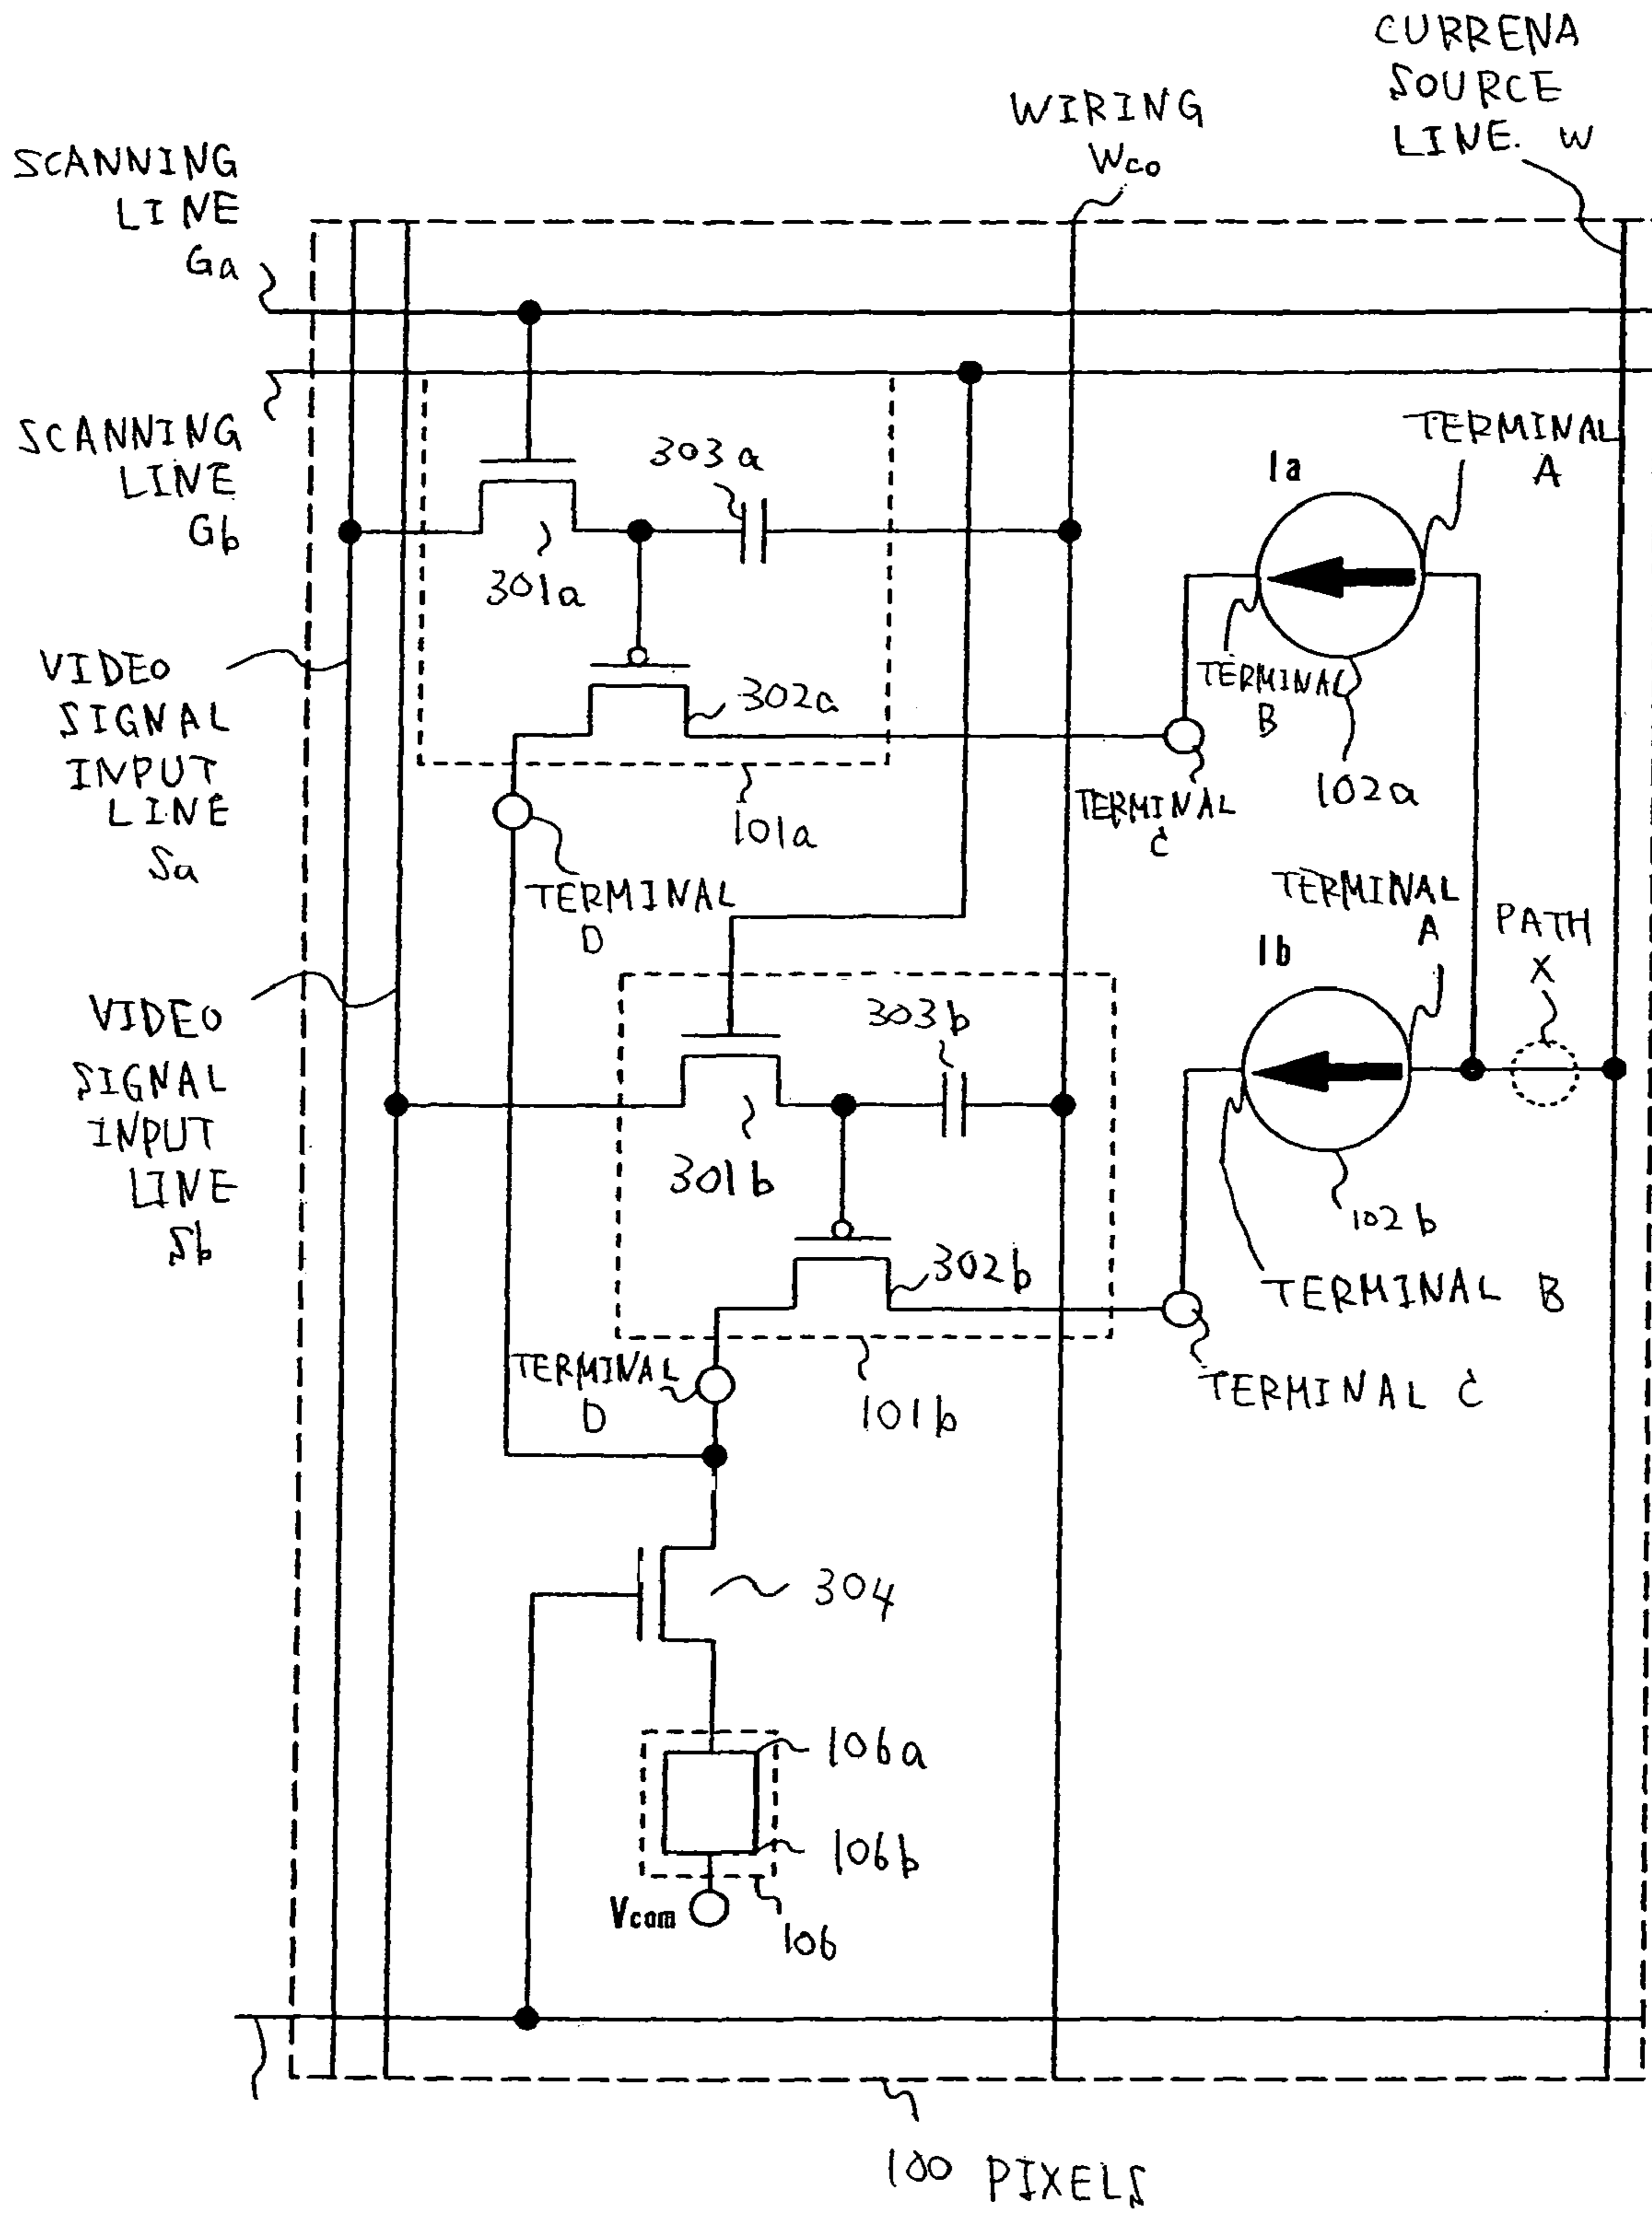 CURRENA
SOURCE
LINE. W
WIRING
Wco
SCANNING
LINE
Ga
SCANNING
LINE
Gb
TERMINAL
A
Ia
303a
301a
VIDEO
SIGNAL
INPUT
LINE
Sa
302a
TERMINAL
B
102a
TERMINAL
C
101a
TERMINAL
D
TERMINAL
A
PATH
X
Ib
VIDEO
SIGNAL
INPUT
LINE
Sb
303b
301b
102b
302b
TERMINAL B
TERMINAL
D
101b
TERMINAL C
304
106a
106b
Vcom
106
100 PIXELS